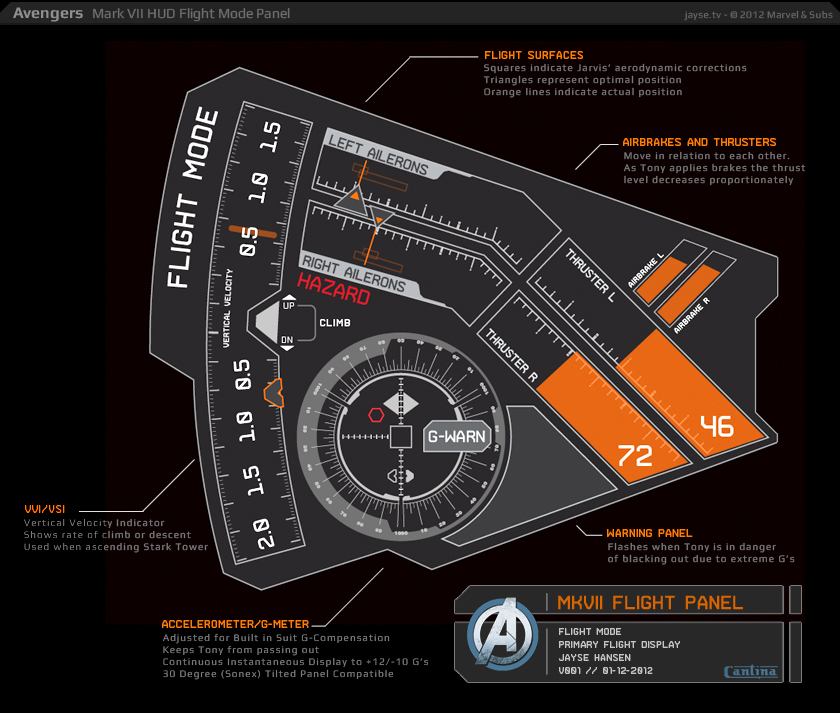 Avengers Mark VII HUD Flight Mode Panel
jayse.tv - © 2012 Marvel & Subs
FLIGHT SURFACES
Squares indicate Jarvis' aerodynamic corrections
Triangles represent optimal position
Orange lines indicate actual position
AIRBRAKES AND THRUSTERS
Move in relation to each other.
As Tony applies brakes the thrust
level decreases proportionately
FLIGHT MODE
1.5
1.0
0.5
VERTICAL VELOCITY
0.5
1.0
1.5
2.0
LEFT AILERONS
RIGHT AILERONS
HAZARD
UP
DN
CLIMB
THRUSTER L
THRUSTER R
AIRBRAKE L
AIRBRAKE R
46
72
G-WARN
VVI/VSI
Vertical Velocity Indicator
Shows rate of climb or descent
Used when ascending Stark Tower
WARNING PANEL
Flashes when Tony is in danger
of blacking out due to extreme G's
ACCELEROMETER/G-METER
Adjusted for Built in Suit G-Compensation
Keeps Tony from passing out
Continuous Instantaneous Display to +12/-10 G's
30 Degree (Sonex) Tilted Panel Compatible
MKVII FLIGHT PANEL
FLIGHT MODE
PRIMARY FLIGHT DISPLAY
JAYSE HANSEN
V001 // 01-12-2012
Cantina